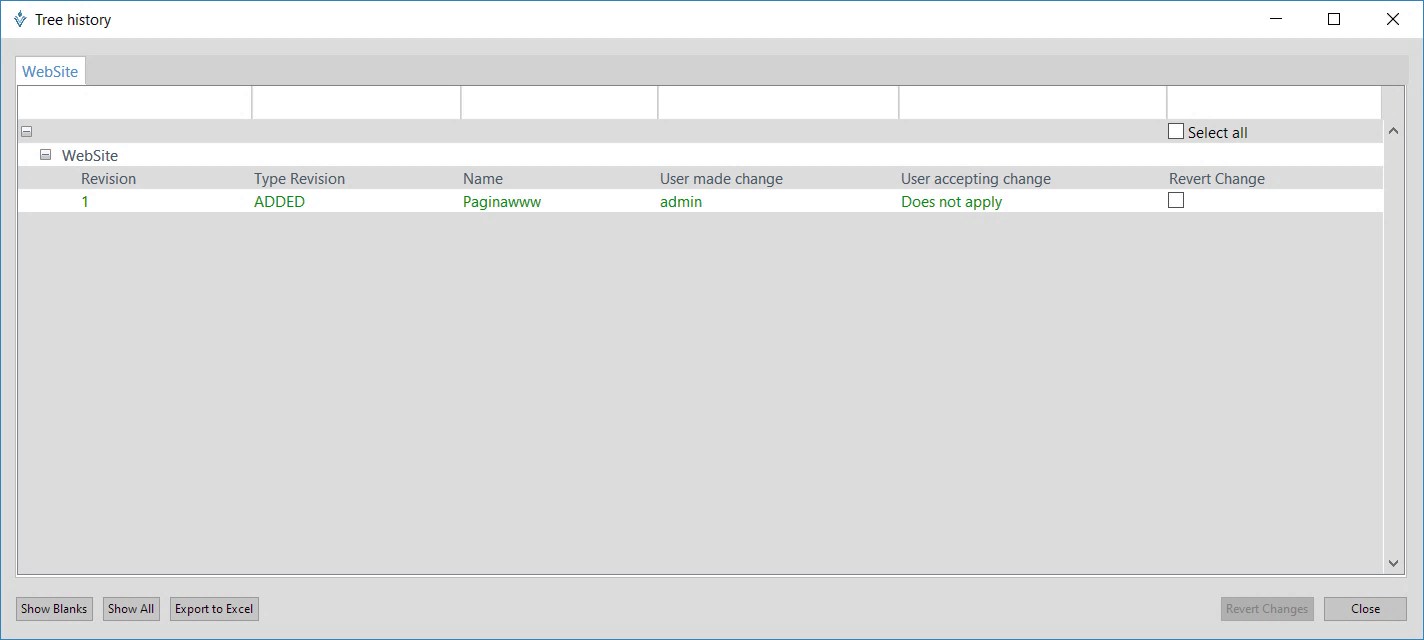 Tree history
WebSite
Select all
WebSite
Revision Type Revision Name User made change User accepting change Revert Change
1 ADDED Paginawww admin Does not apply
Show Blanks Show All Export to Excel Revert Changes Close